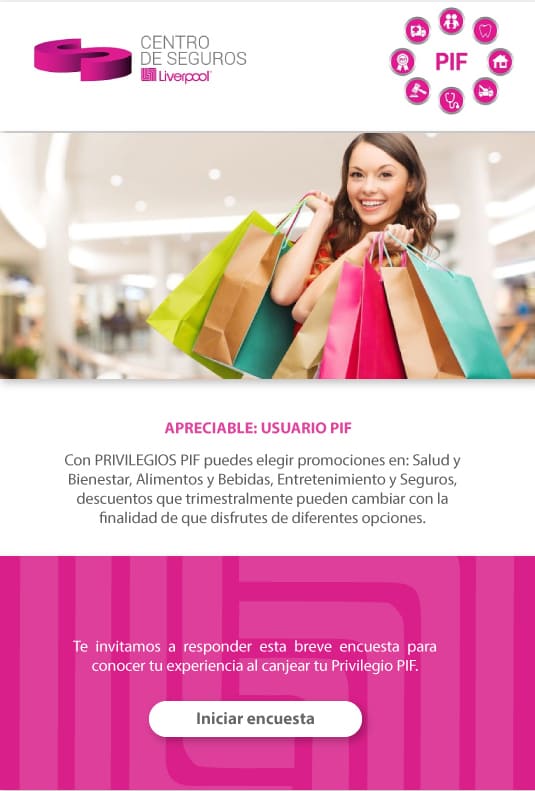 CENTRO
DE SEGUROS
Liverpool
PIF
APRECIABLE: USUARIO PIF
Con PRIVILEGIOS PIF puedes elegir promociones en: Salud y
Bienestar, Alimentos y Bebidas, Entretenimiento y Seguros,
descuentos que trimestralmente pueden cambiar con la
finalidad de que disfrutes de diferentes opciones.
Te invitamos a responder esta breve encuesta para
conocer tu experiencia al canjear tu Privilegio PIF.
Iniciar encuesta